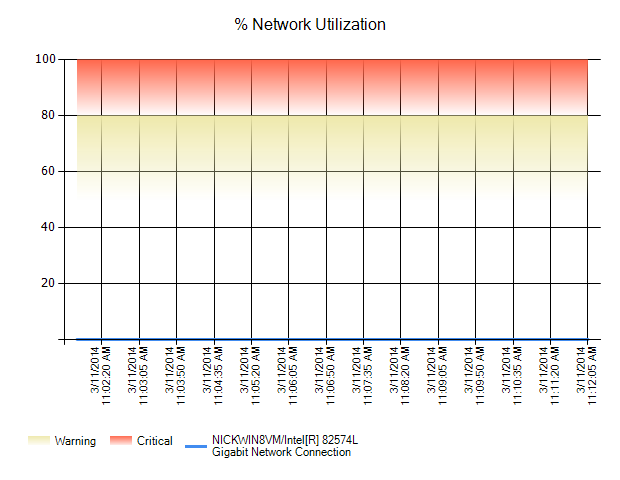 % Network Utilization
100
80
60
40
20
3/11/2014
11:02:20 AM
3/11/2014
11:03:05 AM
3/11/2014
11:03:50 AM
3/11/2014
11:04:35 AM
3/11/2014
11:05:20 AM
3/11/2014
11:06:05 AM
3/11/2014
11:06:50 AM
3/11/2014
11:07:35 AM
3/11/2014
11:08:20 AM
3/11/2014
11:09:05 AM
3/11/2014
11:09:50 AM
3/11/2014
11:10:35 AM
3/11/2014
11:11:20 AM
3/11/2014
11:12:05 AM
Warning
Critical
NICKWIN8VM/Intel[R] 82574L
Gigabit Network Connection